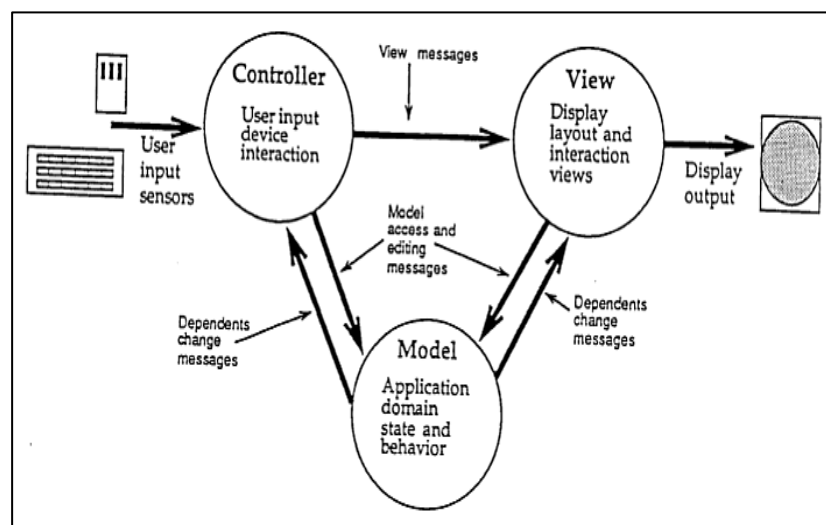 View messages
Controller
User input
device
interaction
View
Display
layout and
interaction
views
User
input
sensors
Display
output
Model
access and
editing
messages
Dependents
change
messages
Dependents
change
messages
Model
Application
domain
state and
behavior